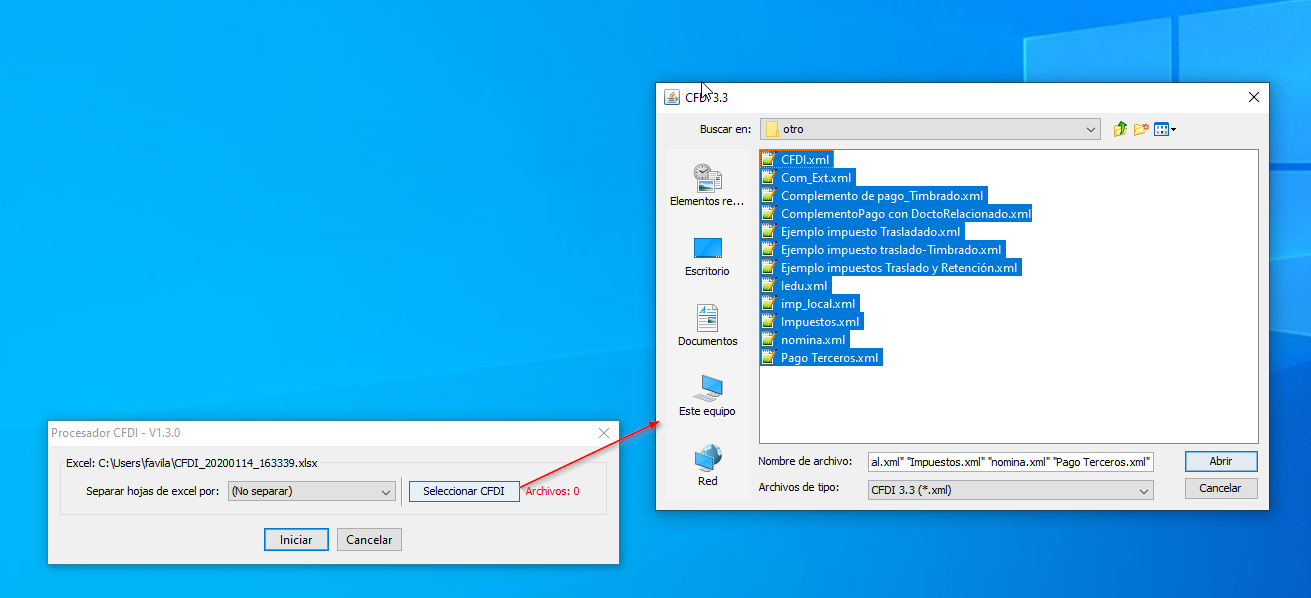 CFDI 3.3
Buscar en: otro
CFDI.xml
Com_Ext.xml
Complemento de pago_Timbrado.xml
ComplementoPago con DoctoRelacionado.xml
Ejemplo impuesto Trasladado.xml
Ejemplo impuesto traslado-Timbrado.xml
Ejemplo impuestos Traslado y Retención.xml
Iedu.xml
imp_local.xml
Impuestos.xml
nomina.xml
Pago Terceros.xml
Elementos re...
Escritorio
Documentos
Este equipo
Red
Nombre de archivo: al.xml" "Impuestos.xml" "nomina.xml" "Pago Terceros.xml" Abrir
Archivos de tipo: CFDI 3.3 (*.xml) Cancelar
Procesador CFDI - V1.3.0
Excel: C:\Users\favila\CFDI_20200114_163339.xlsx
Separar hojas de excel por: (No separar) Seleccionar CFDI Archivos: 0
Iniciar Cancelar